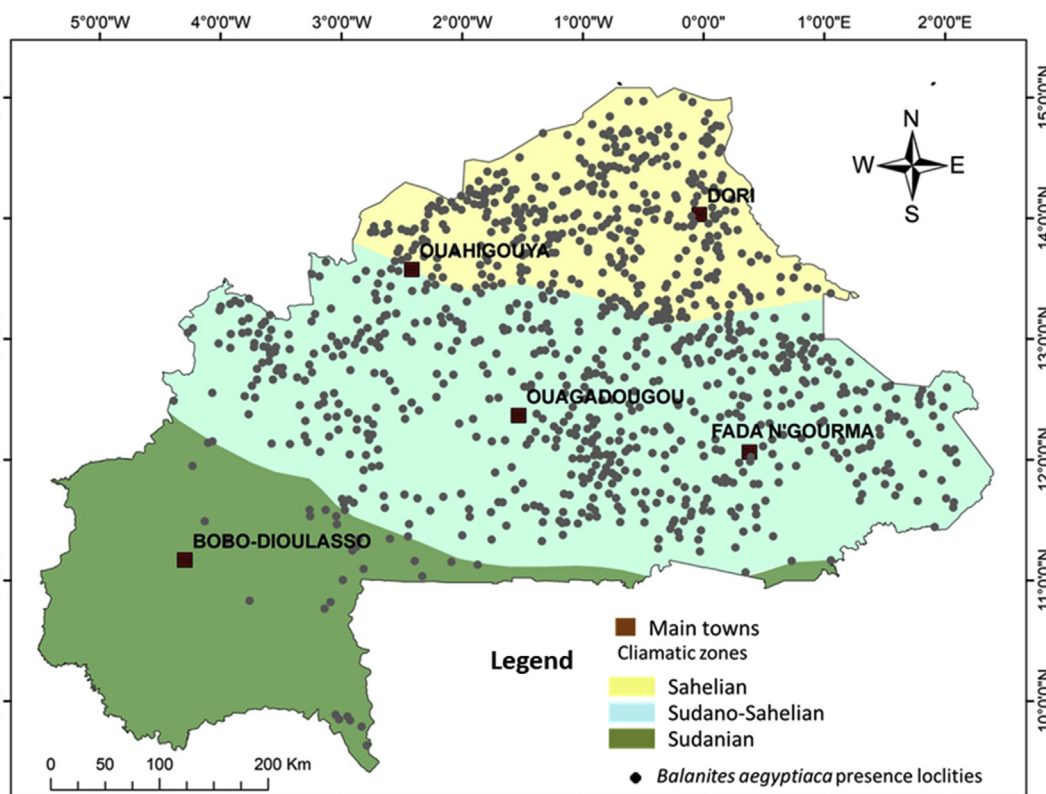 5°0'0"W 4°0'0"W 3°0'0"W 2°0'0"W 1°0'0"W 0°0'0" 1°0'0"E 2°0'0"E
15°0'0"N
N
W E
S
DORI
14°0'0"N
OUAHIGOUYA
13°0'0"N
OUAGADOUGOU
FADA N'GOURMA
12°0'0"N
BOBO-DIOULASSO
11°0'0"N
Legend
Main towns
Cliamatic zones
Sahelian
Sudano-Sahelian
Sudanian
10°0'0"N
0 50 100 200 Km
Balanites aegyptiaca presence loclities